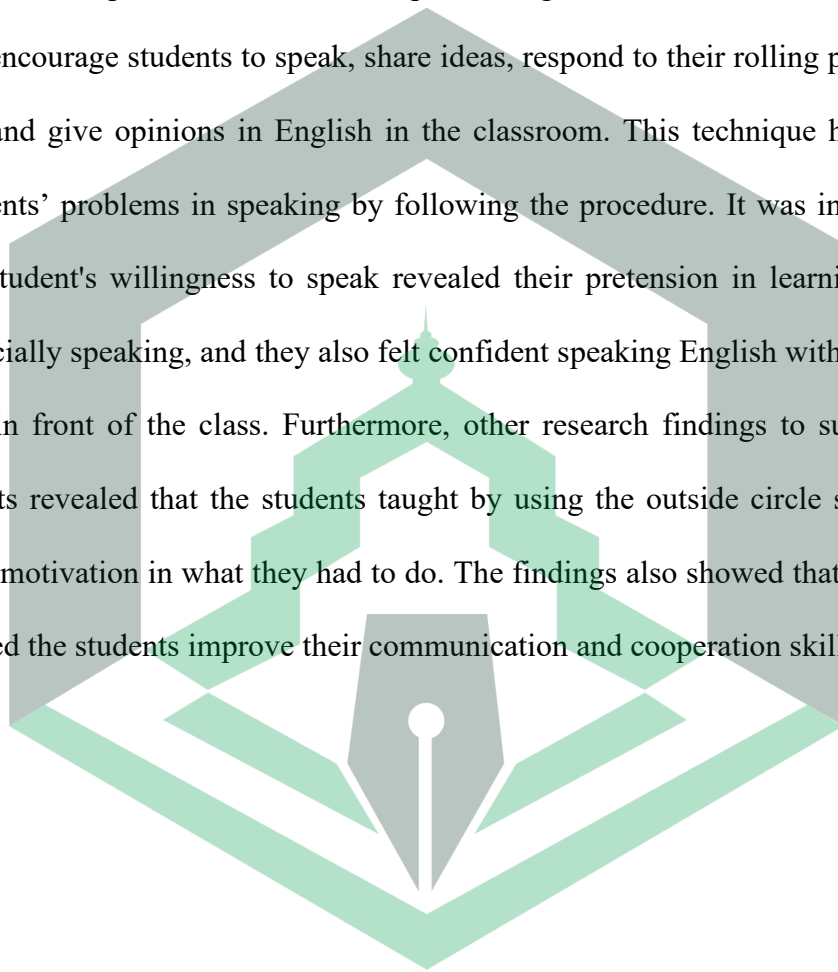 encourage students to speak, share ideas, respond to their rolling p
and give opinions in English in the classroom. This technique h
ents’ problems in speaking by following the procedure. It was in
tudent's willingness to speak revealed their pretension in learni
cially speaking, and they also felt confident speaking English with
in front of the class. Furthermore, other research findings to su
ts revealed that the students taught by using the outside circle s
motivation in what they had to do. The findings also showed that
ed the students improve their communication and cooperation skill